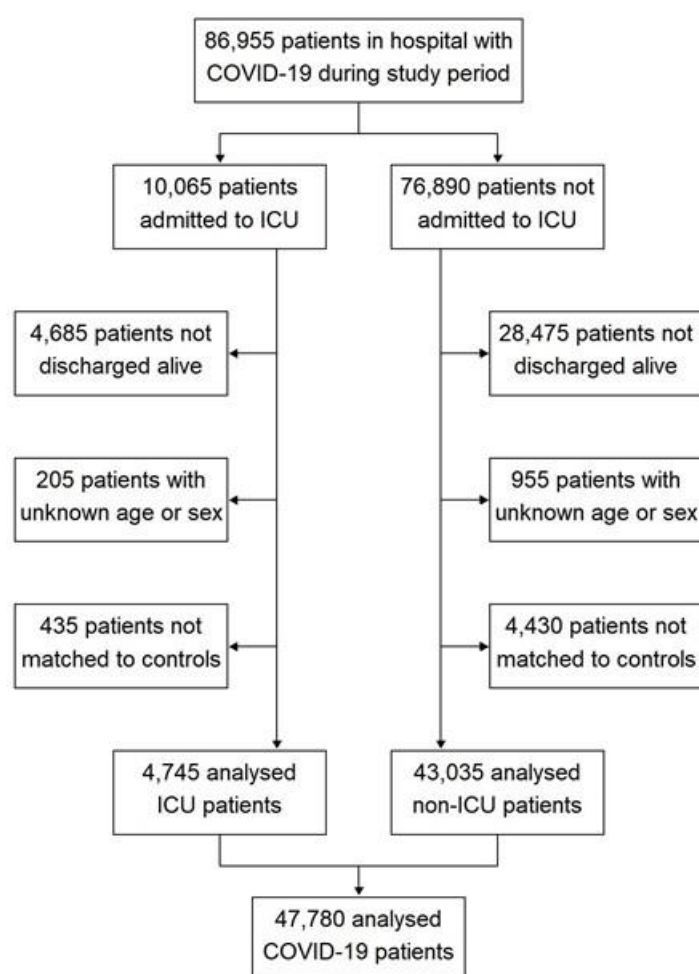 86,955 patients in hospital with
COVID-19 during study period
10,065 patients
admitted to ICU
76,890 patients not
admitted to ICU
4,685 patients not
discharged alive
28,475 patients not
discharged alive
205 patients with
unknown age or sex
955 patients with
unknown age or sex
435 patients not
matched to controls
4,430 patients not
matched to controls
4,745 analysed
ICU patients
43,035 analysed
non-ICU patients
47,780 analysed
COVID-19 patients